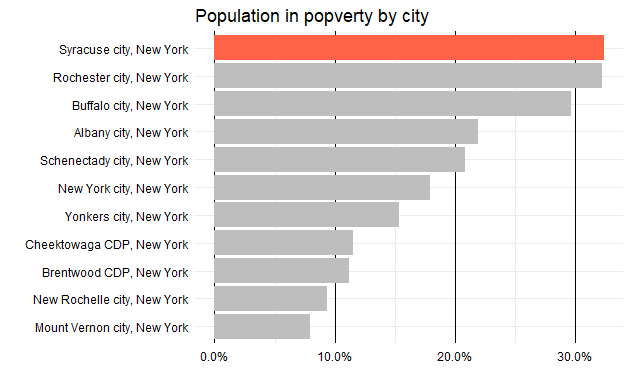 Population in popverty by city
Syracuse city, New York
Rochester city, New York
Buffalo city, New York
Albany city, New York
Schenectady city, New York
New York city, New York
Yonkers city, New York
Cheektowaga CDP, New York
Brentwood CDP, New York
New Rochelle city, New York
Mount Vernon city, New York
0.0% 10.0% 20.0% 30.0%